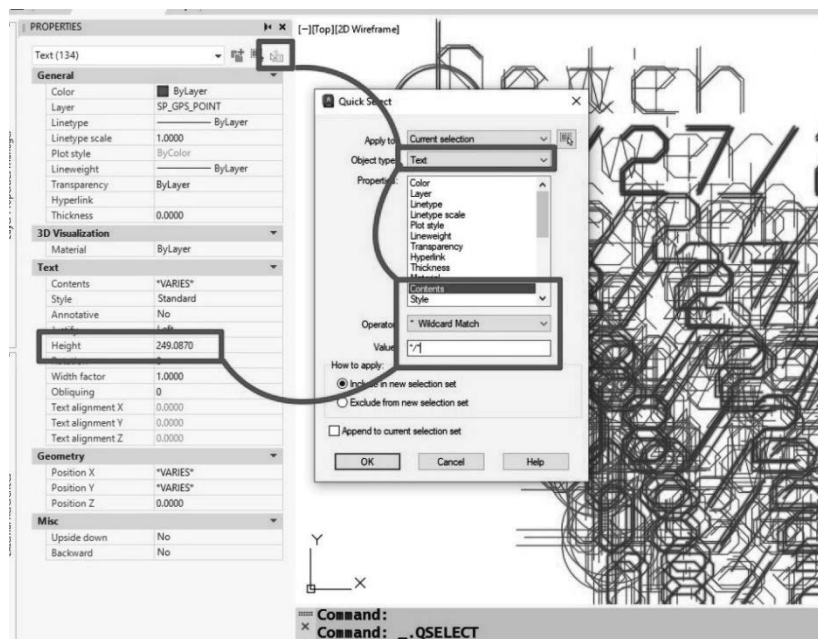 PROPERTIES
Text (134)
General
Color ByLayer
Layer SP_GPS_POINT
Linetype ByLayer
Linetype scale 1.0000
Plot style ByColor
Lineweight ByLayer
Transparency ByLayer
Hyperlink
Thickness 0.0000
3D Visualization
Material ByLayer
Text
Contents *VARIES*
Style Standard
Annotative No
Justify Left
Height 249.0870
Width factor 1.0000
Obliquing 0
Text alignment X 0.0000
Text alignment Y 0.0000
Text alignment Z 0.0000
Geometry
Position X *VARIES*
Position Y *VARIES*
Position Z 0.0000
Misc
Upside down No
Backward No
[−][Top][2D Wireframe]
Quick Select
Apply to: Current selection
Object type: Text
Properties:
Color
Layer
Linetype
Linetype scale
Plot style
Lineweight
Transparency
Hyperlink
Thickness
Material
Contents
Style
Operator: * Wildcard Match
Value: */*
How to apply:
Include in new selection set
Exclude from new selection set
Append to current selection set
OK Cancel Help
Y
X
Command:
Command: _.QSELECT